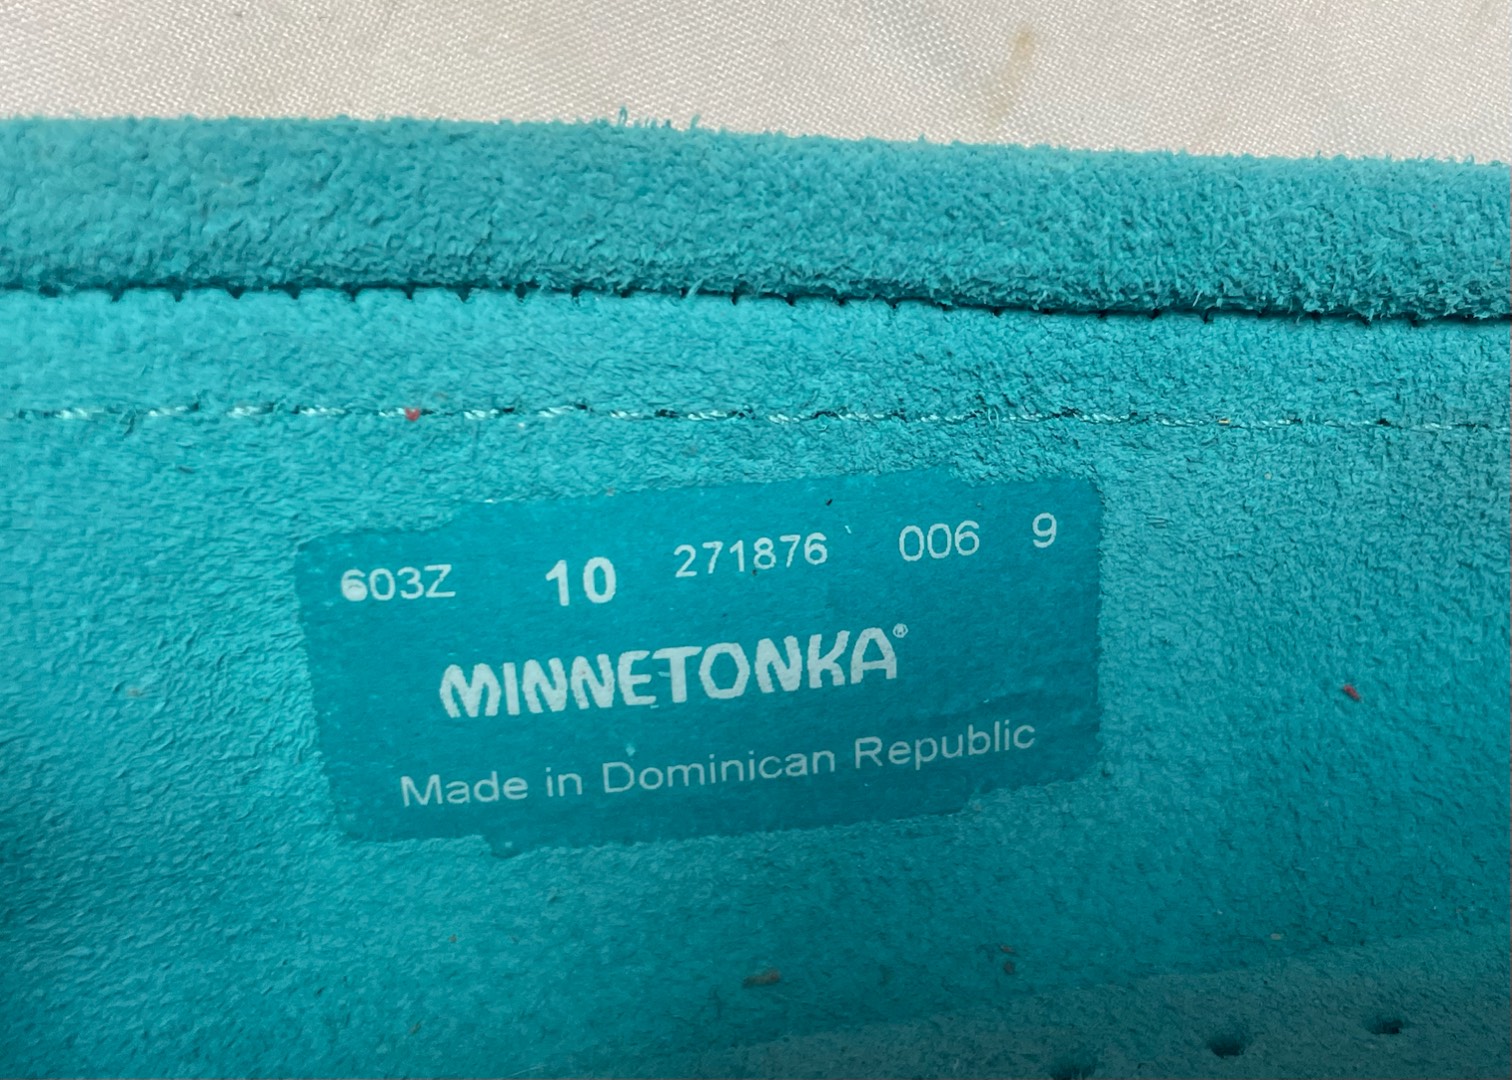 603Z 10 271876 006 9
MINNETONKA®
Made in Dominican Republic